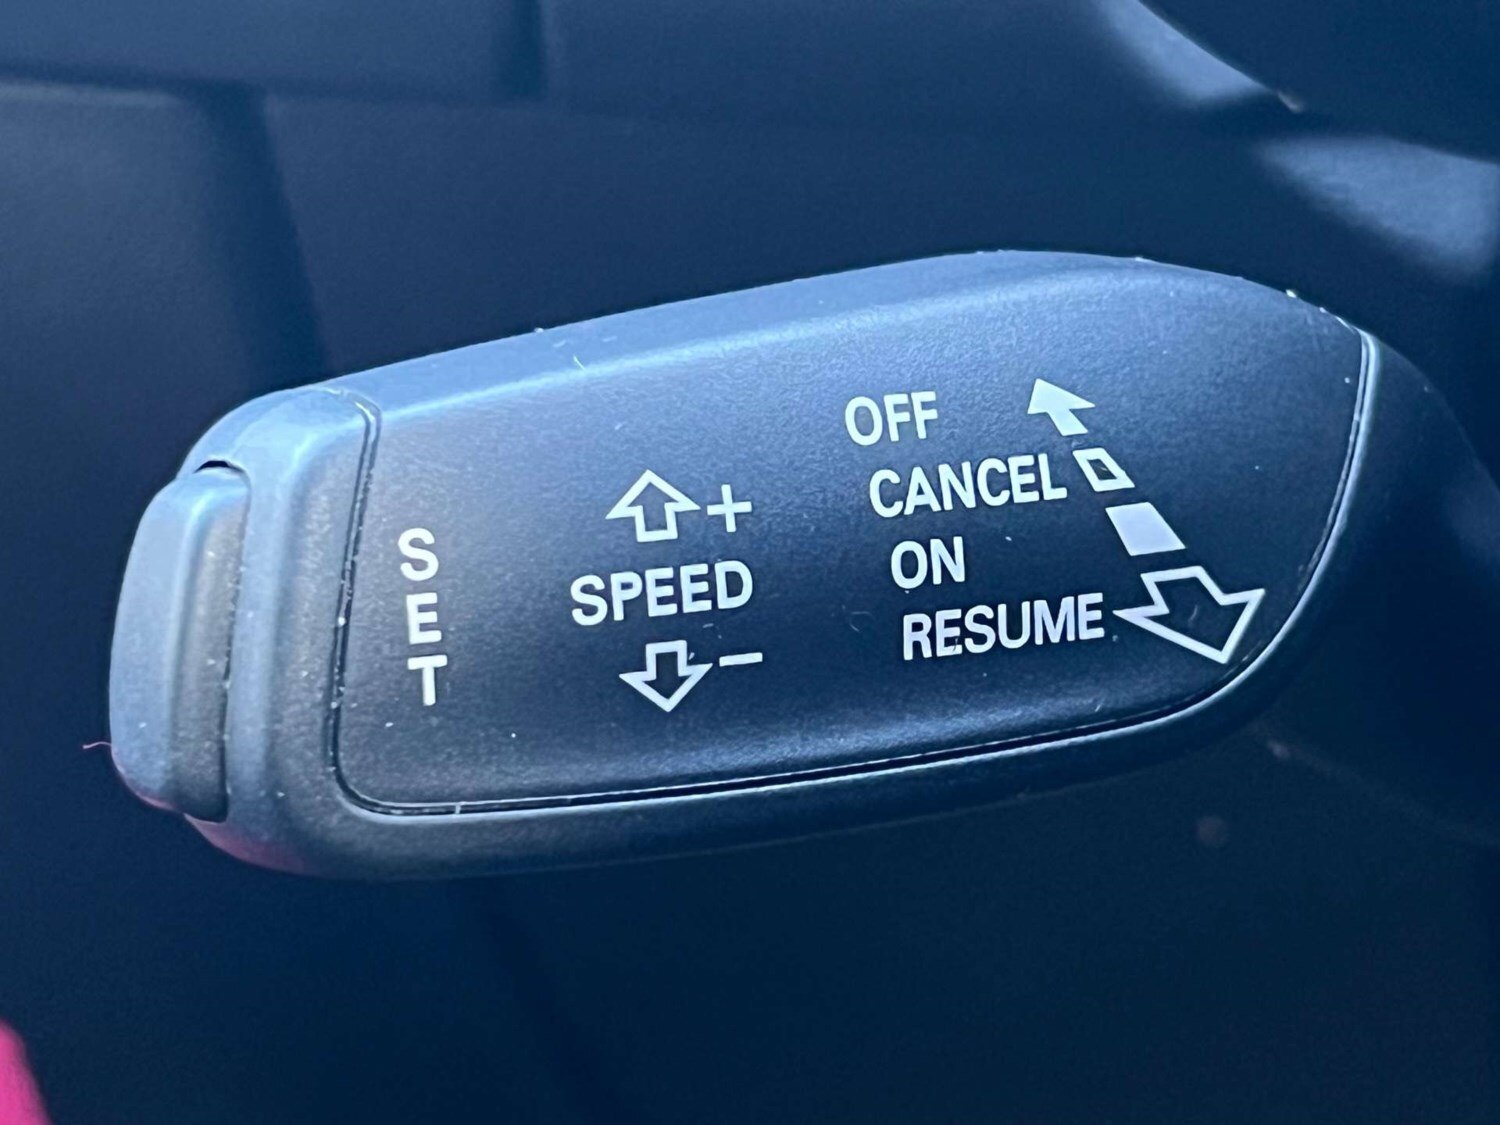 SET
+
SPEED
-
OFF
CANCEL
ON
RESUME